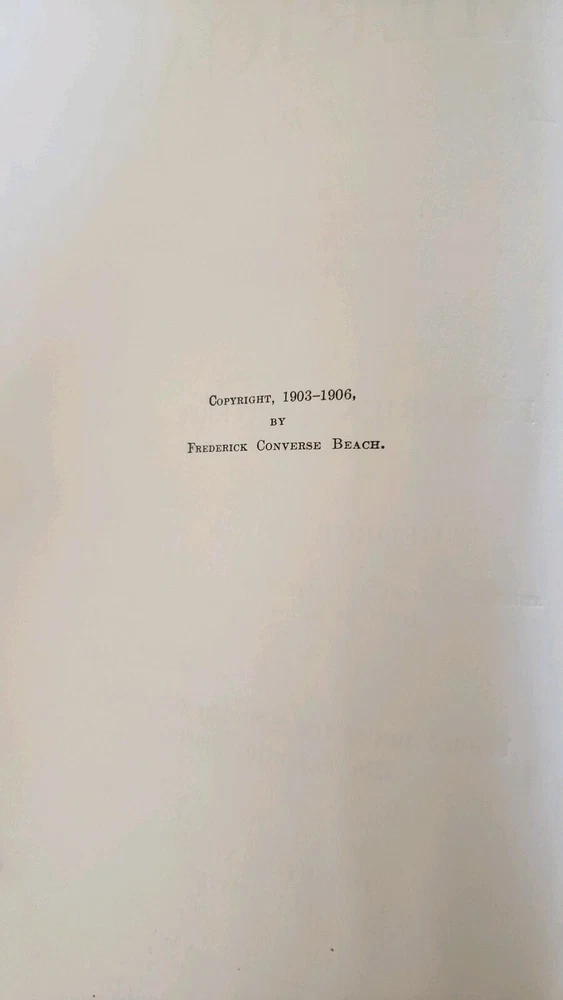 Copyright, 1903–1906,
by
Frederick Converse Beach.